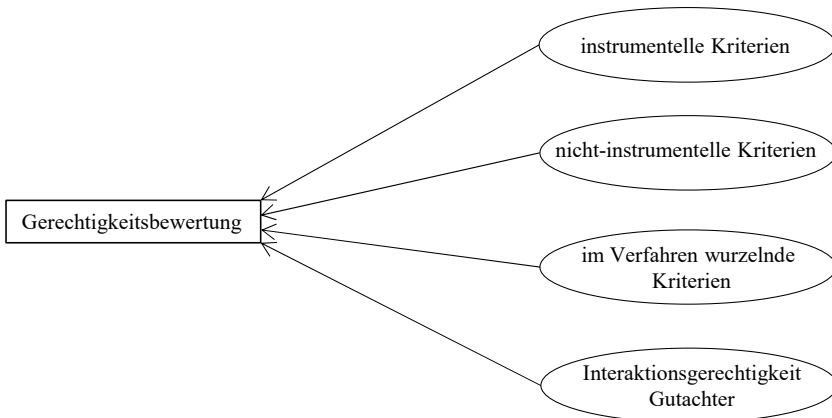 instrumentelle Kriterien
nicht-instrumentelle Kriterien
Gerechtigkeitsbewertung
im Verfahren wurzelnde
Kriterien
Interaktionsgerechtigkeit
Gutachter